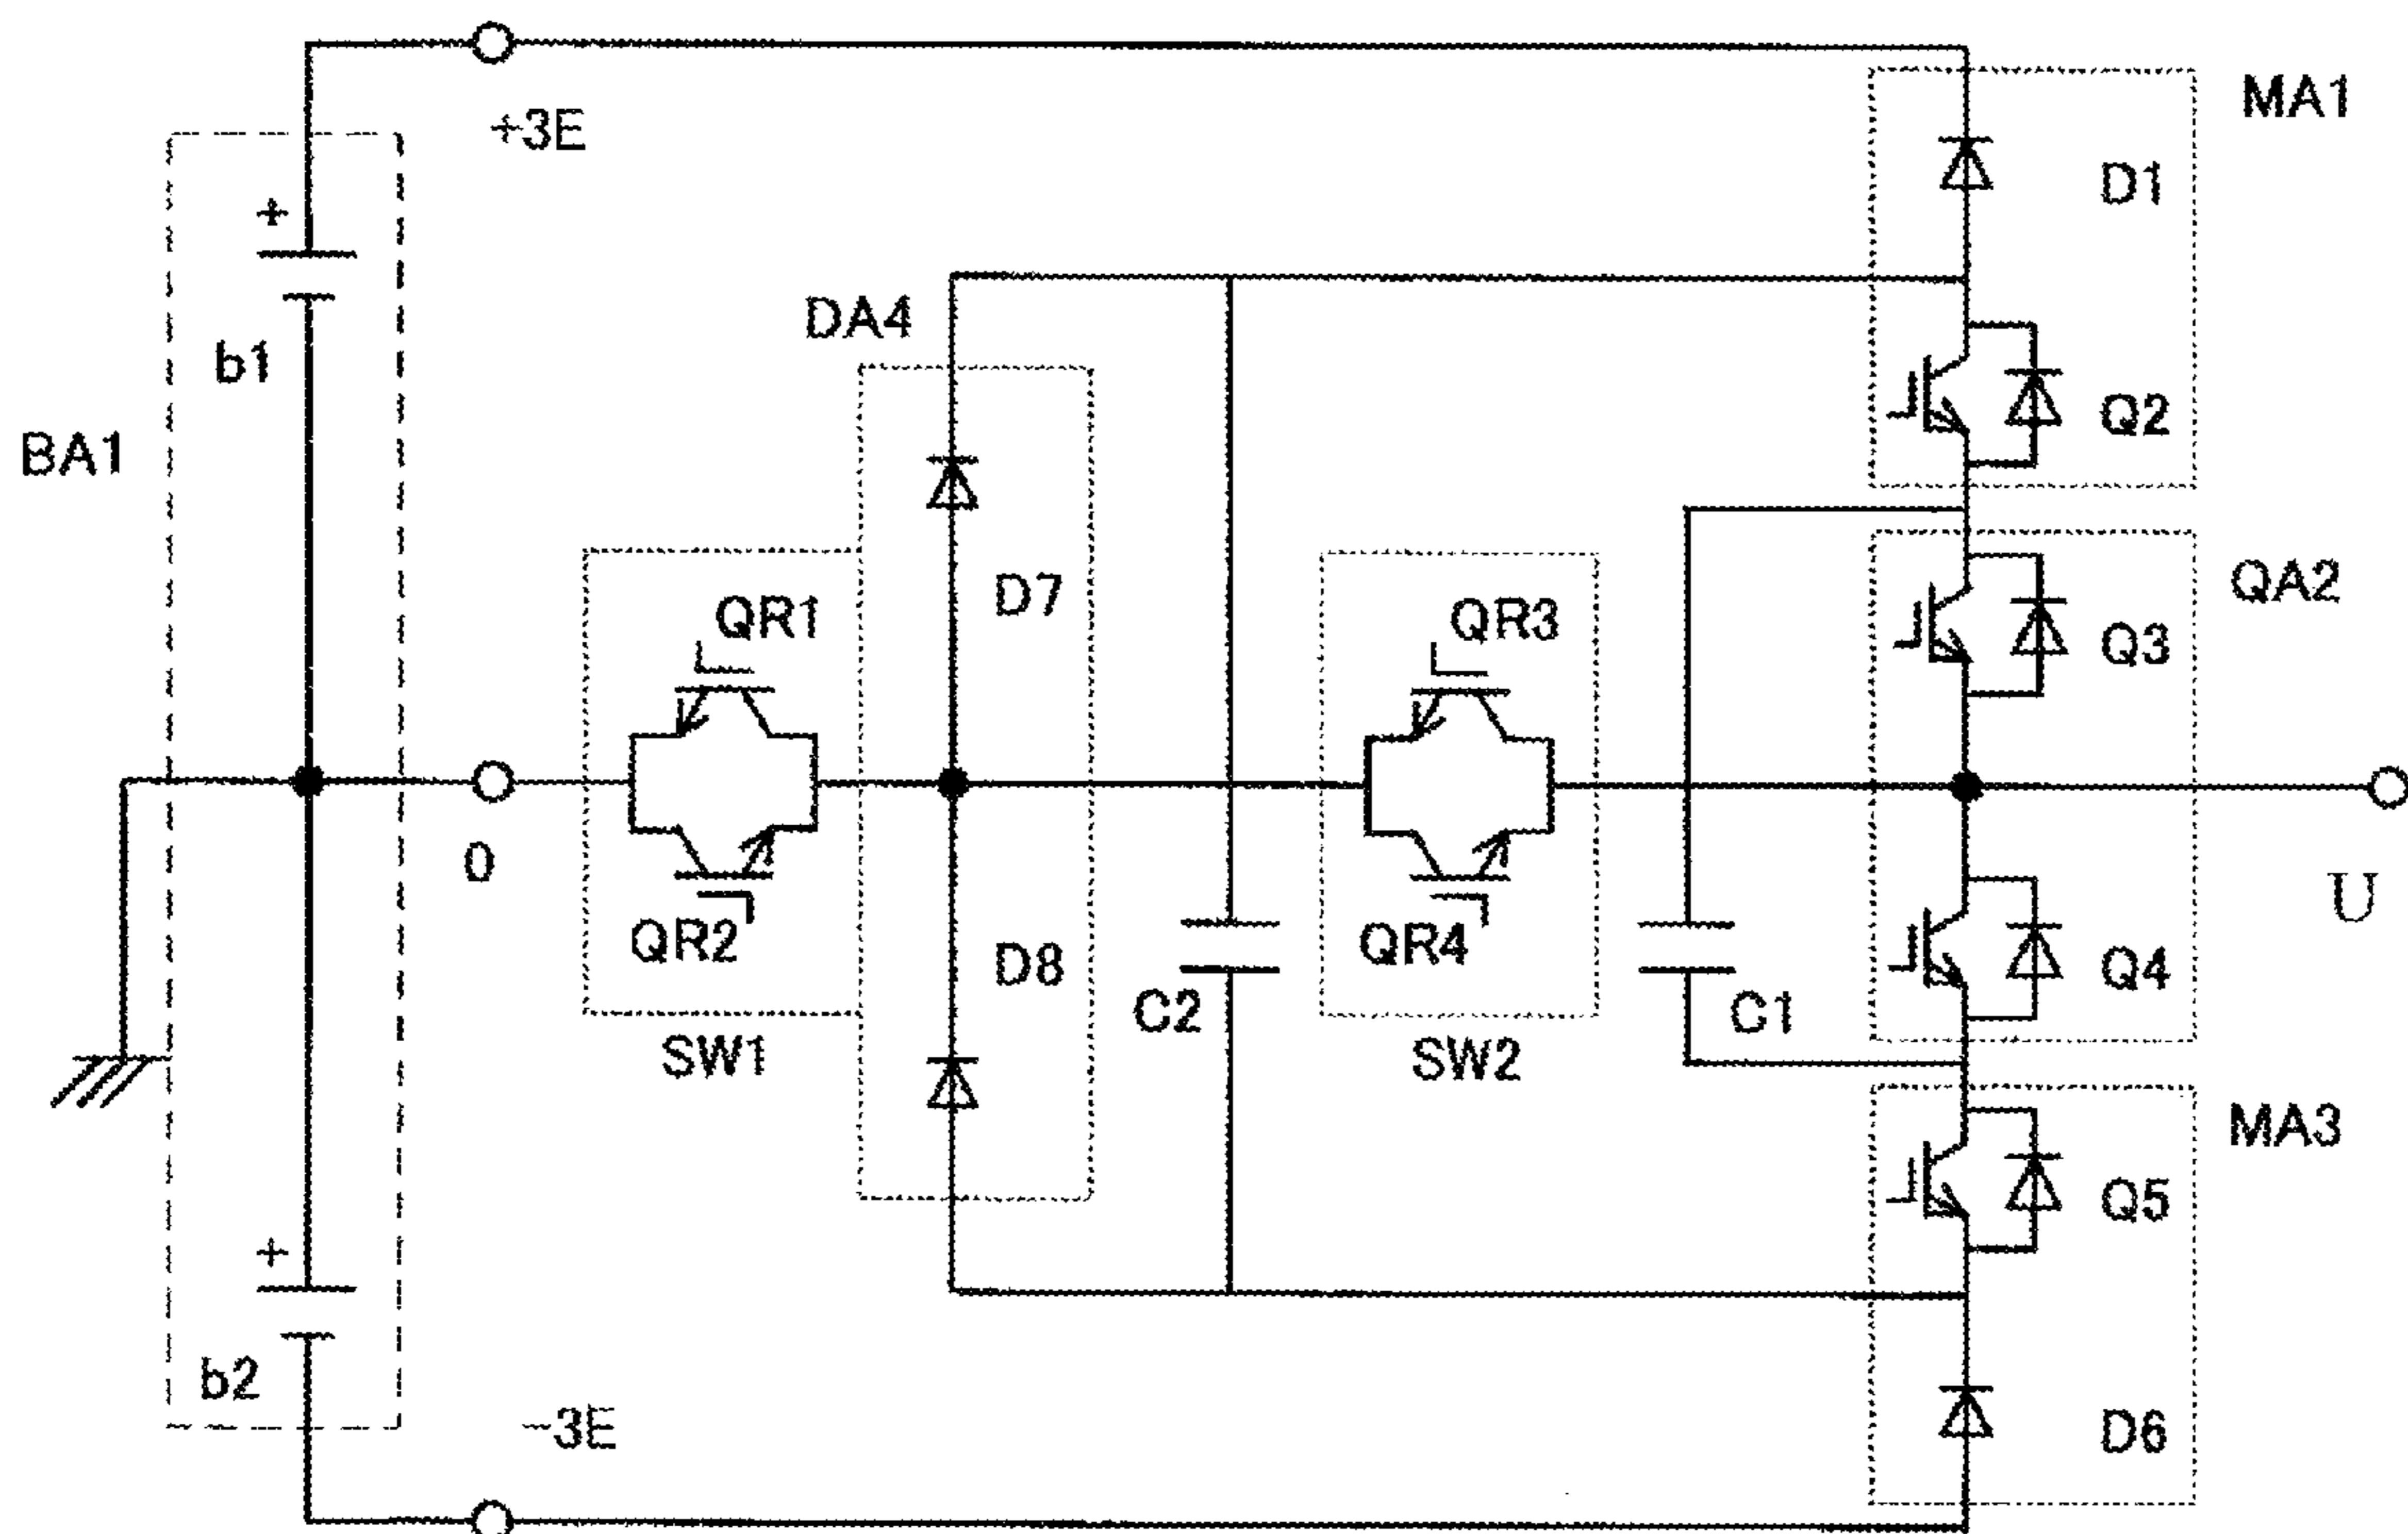 +3E
MA1
+
D1
b1
DA4
Q2
BA1
D7
QR1
QR3
QA2
Q3
0
U
QR2
D8
QR4
Q4
C2
C1
SW1
SW2
MA3
Q5
+
b2
-3E
D6